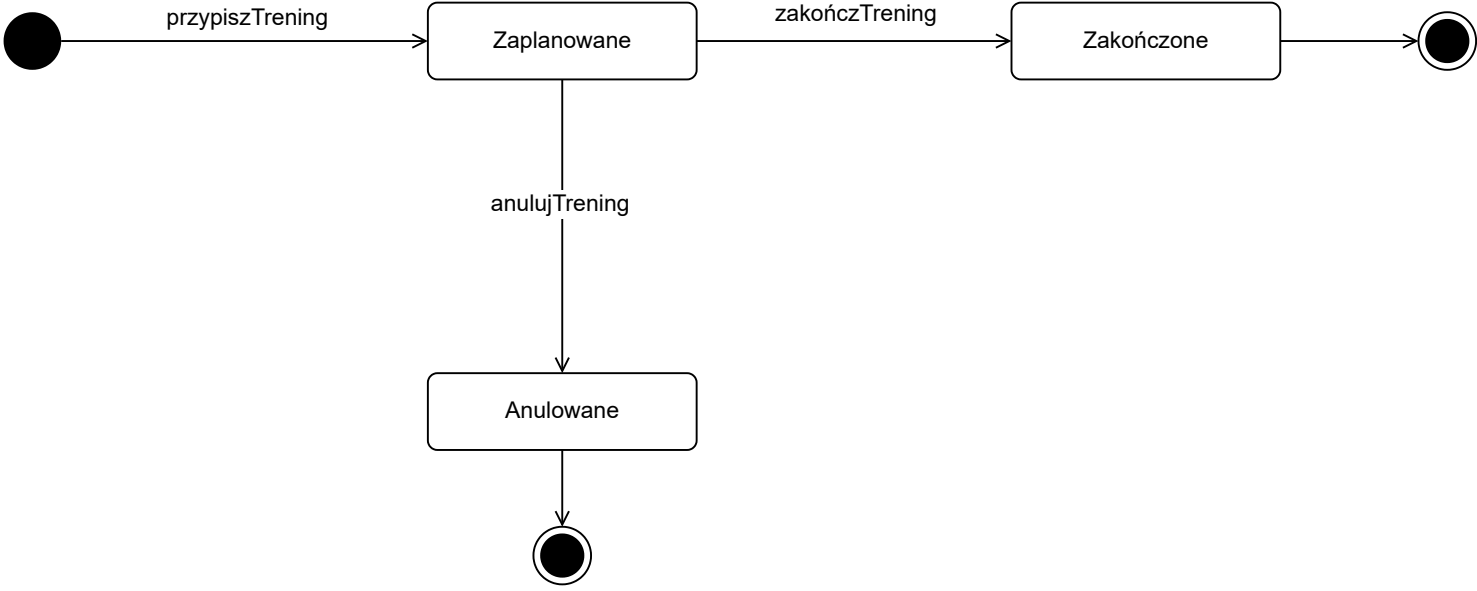 przypiszTrening
Zaplanowane
zakończTrening
Zakończone
anulujTrening
Anulowane